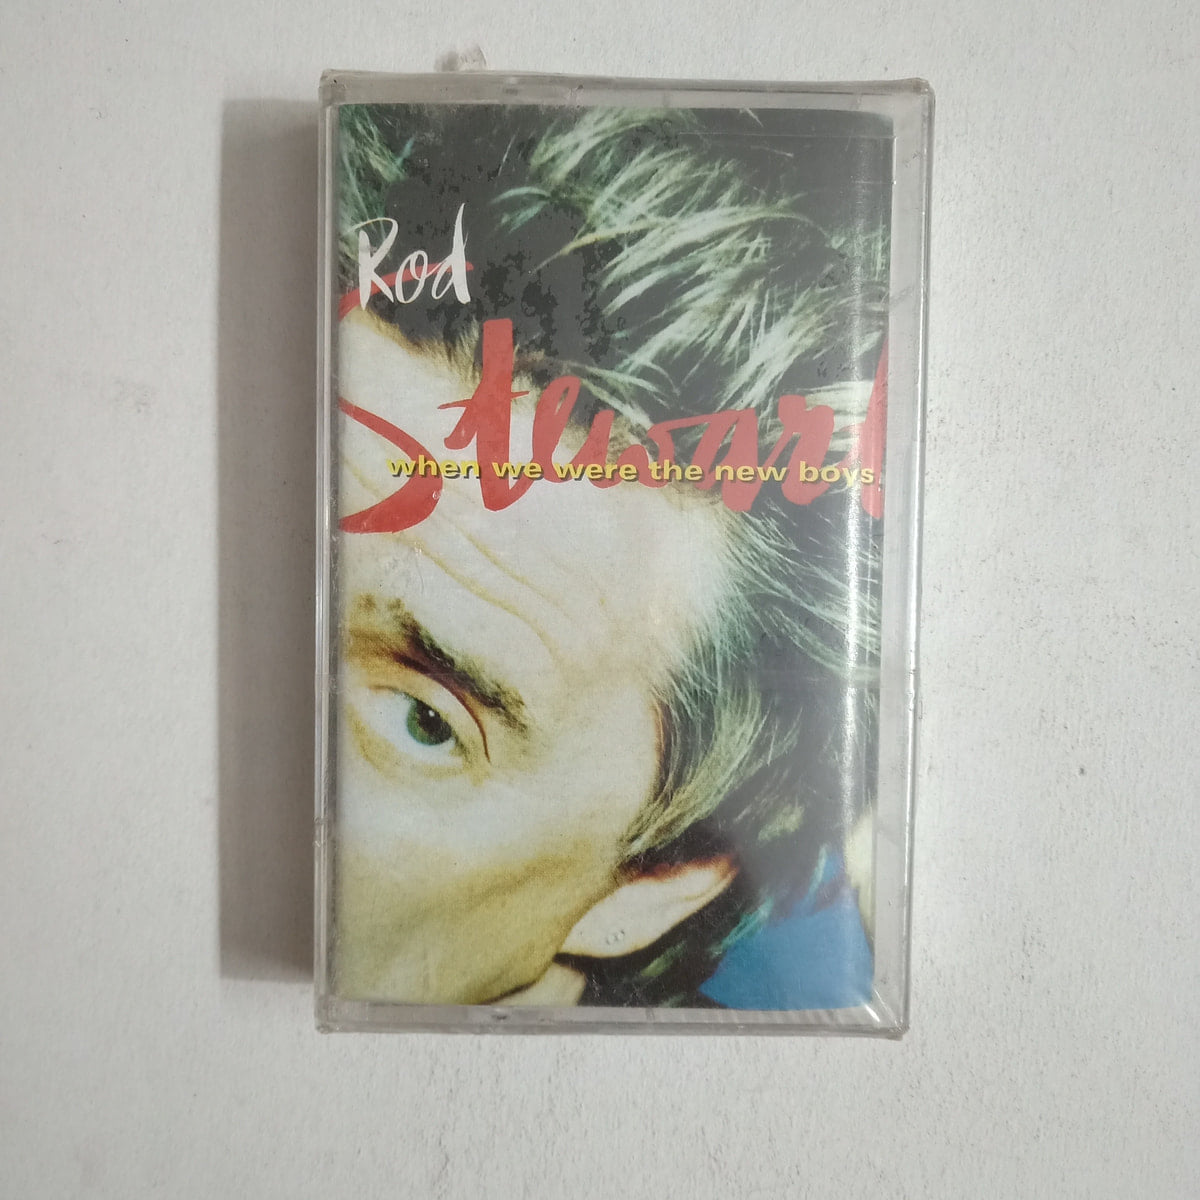 Rod
Stewart
when we were the new boys